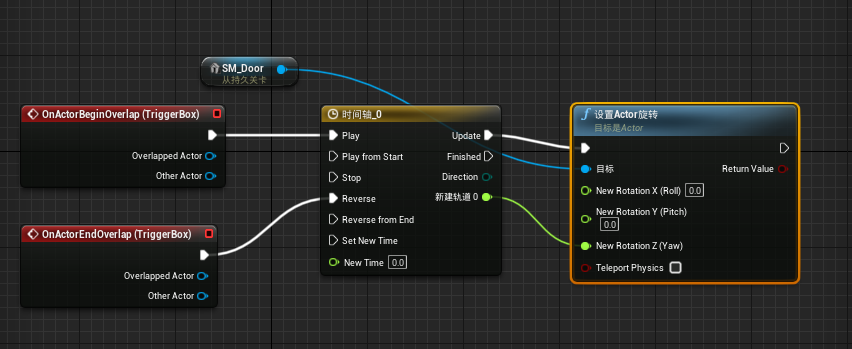 SM_Door
从持久关卡
OnActorBeginOverlap (TriggerBox)
Overlapped Actor
Other Actor
OnActorEndOverlap (TriggerBox)
Overlapped Actor
Other Actor
时间轴_0
Play
Update
Play from Start
Finished
Stop
Direction
Reverse
新建轨道 0
Reverse from End
Set New Time
New Time 0.0
设置Actor旋转
目标是Actor
目标
Return Value
New Rotation X (Roll) 0.0
New Rotation Y (Pitch)
0.0
New Rotation Z (Yaw)
Teleport Physics